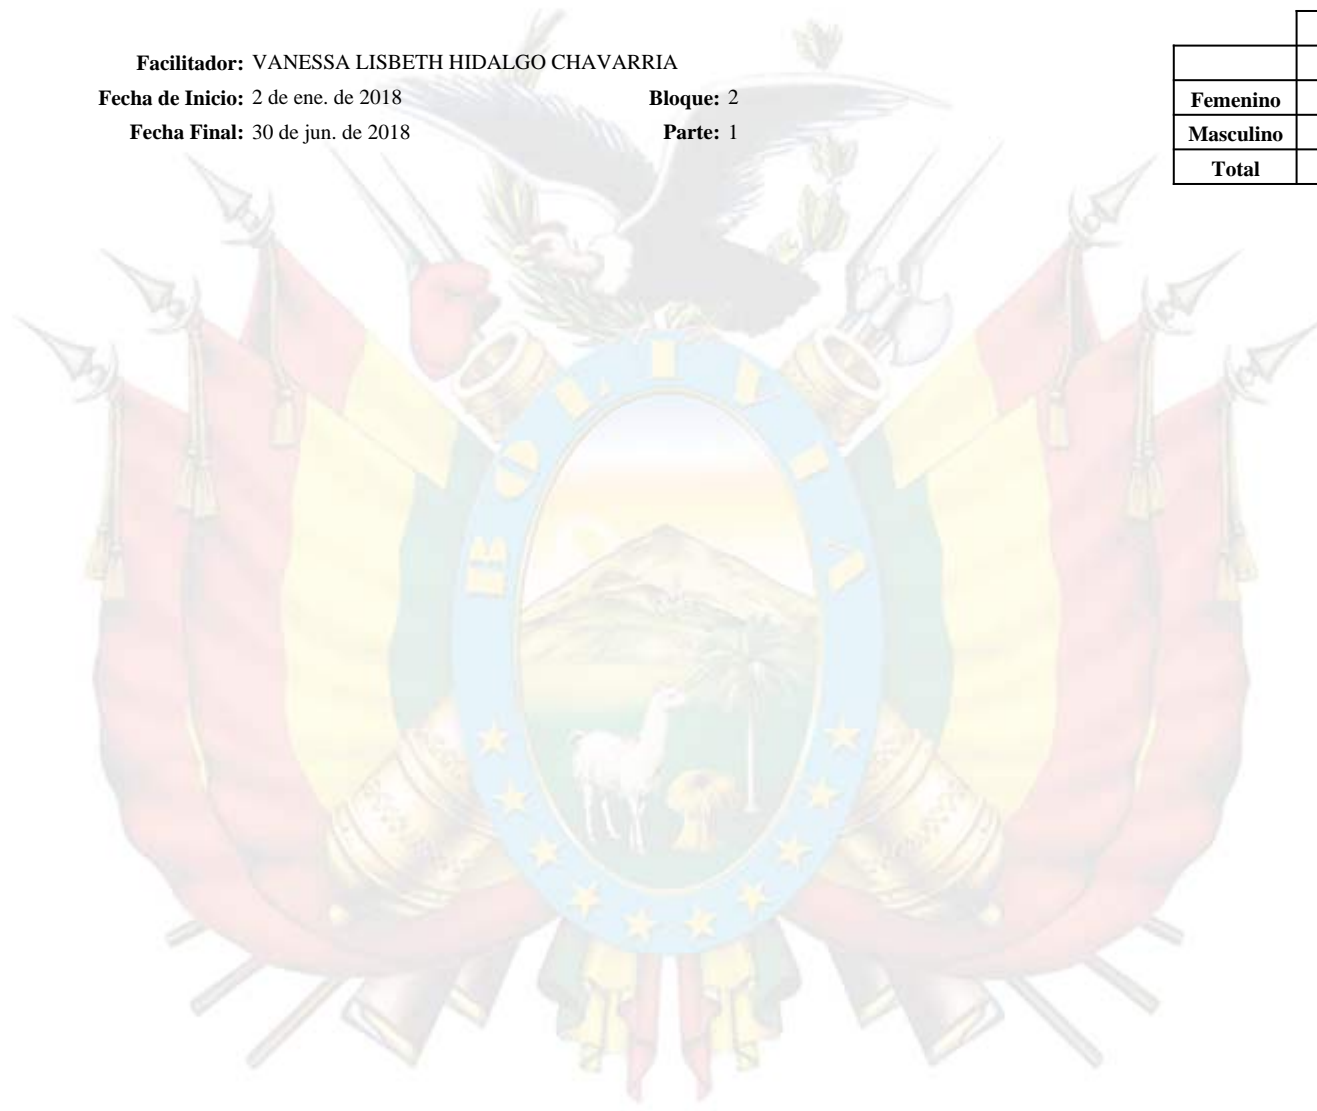 Facilitador: VANESSA LISBETH HIDALGO CHAVARRIA
Fecha de Inicio: 2 de ene. de 2018 Bloque: 2
Fecha Final: 30 de jun. de 2018 Parte: 1
Femenino
Masculino
Total
BOLIVIA